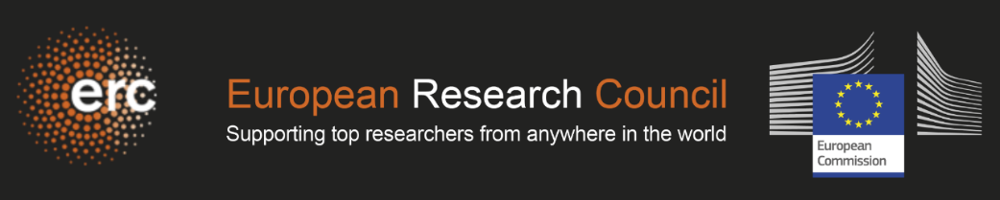 erc
European Research Council
Supporting top researchers from anywhere in the world
European
Commission